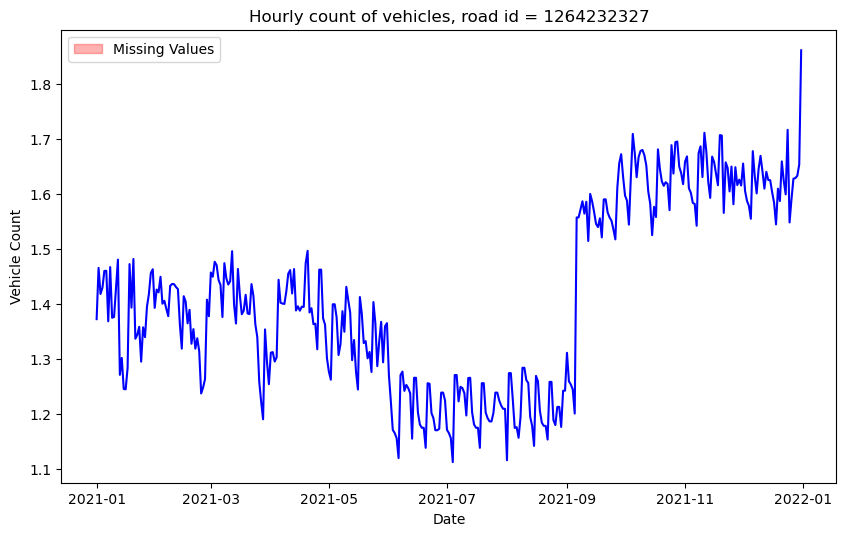 Hourly count of vehicles, road id = 1264232327
Missing Values
Vehicle Count
1.8
1.7
1.6
1.5
1.4
1.3
1.2
1.1
2021-01 2021-03 2021-05 2021-07 2021-09 2021-11 2022-01
Date